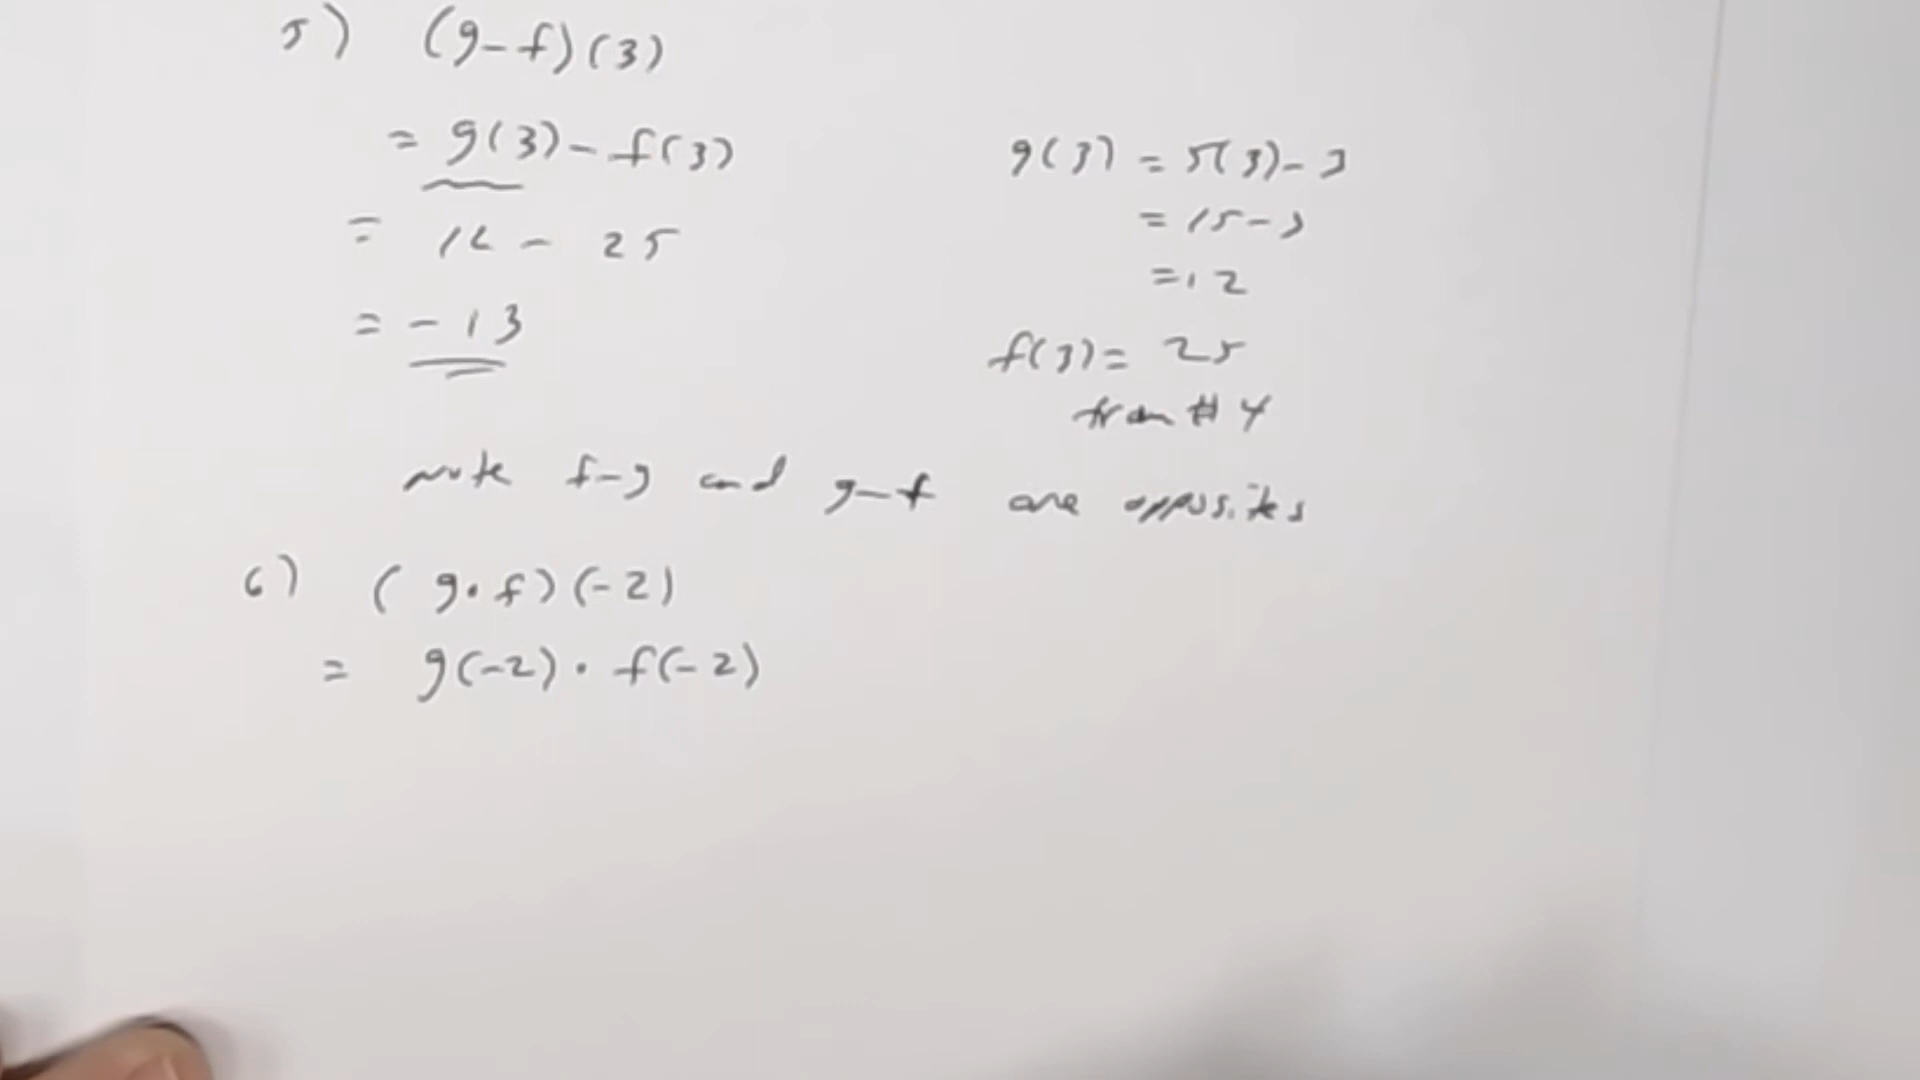 5) (g-f)(3)
= g(3) - f(3)
= 12 - 25
= -13
g(3) = 5(3) - 3
= 15 - 3
= 12
f(3) = 25
from # 4
note f-g and g-f are opposites
6) (g·f)(-2)
= g(-2) · f(-2)